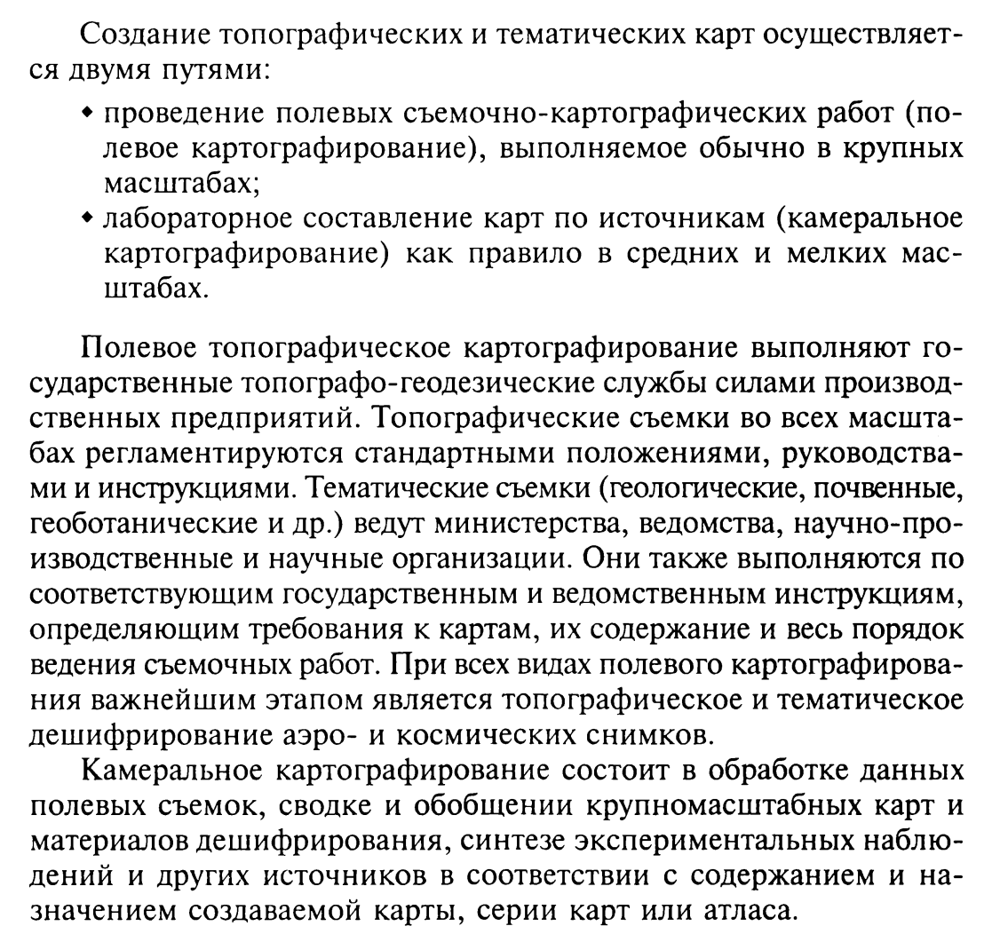 Создание топографических и тематических карт осуществляет-
ся двумя путями:
◆ проведение полевых съемочно-картографических работ (по-
левое картографирование), выполняемое обычно в крупных
масштабах;
◆ лабораторное составление карт по источникам (камеральное
картографирование) как правило в средних и мелких мас-
штабах.
Полевое топографическое картографирование выполняют го-
сударственные топографо-геодезические службы силами производ-
ственных предприятий. Топографические съемки во всех масшта-
бах регламентируются стандартными положениями, руководства-
ми и инструкциями. Тематические съемки (геологические, почвенные,
геоботанические и др.) ведут министерства, ведомства, научно-про-
изводственные и научные организации. Они также выполняются по
соответствующим государственным и ведомственным инструкциям,
определяющим требования к картам, их содержание и весь порядок
ведения съемочных работ. При всех видах полевого картографирова-
ния важнейшим этапом является топографическое и тематическое
дешифрирование аэро- и космических снимков.
Камеральное картографирование состоит в обработке данных
полевых съемок, сводке и обобщении крупномасштабных карт и
материалов дешифрирования, синтезе экспериментальных наблю-
дений и других источников в соответствии с содержанием и на-
значением создаваемой карты, серии карт или атласа.